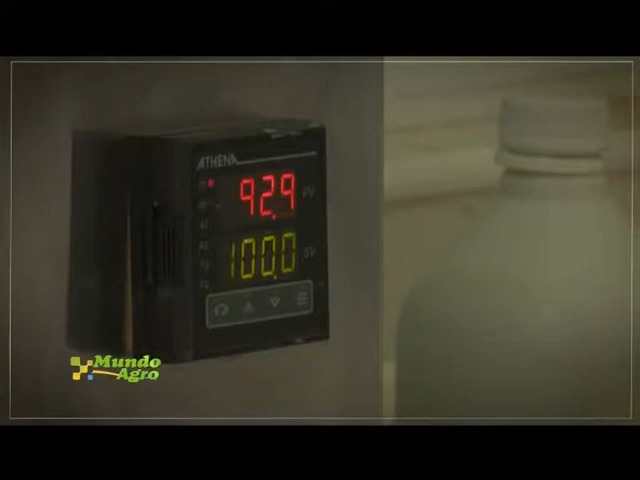 ATHENA
92.9 PV
100.0 SV
Mundo
Agro